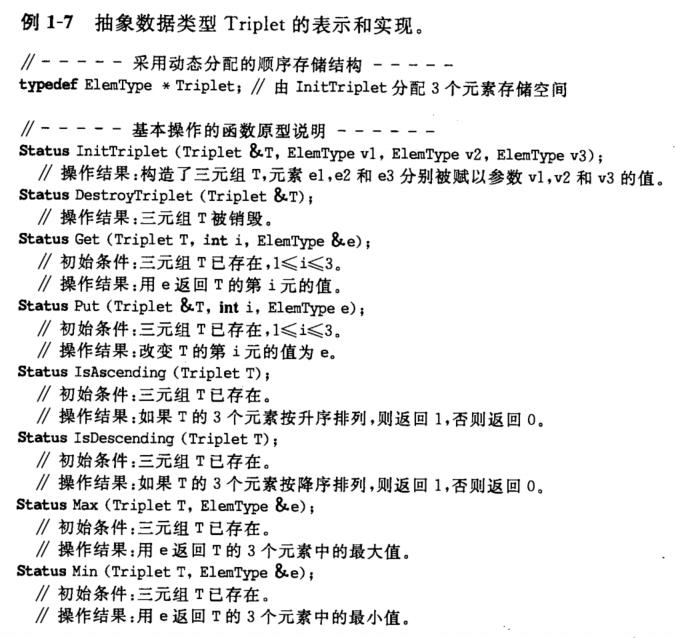 例 1-7 抽象数据类型 Triplet 的表示和实现。
// - - - - - 采用动态分配的顺序存储结构 - - - - -
typedef ElemType * Triplet; // 由 InitTriplet 分配 3 个元素存储空间
// - - - - - 基本操作的函数原型说明 - - - - - -
Status InitTriplet (Triplet &T, ElemType v1, ElemType v2, ElemType v3);
// 操作结果:构造了三元组 T,元素 e1,e2 和 e3 分别被赋以参数 v1,v2 和 v3 的值。
Status DestroyTriplet (Triplet &T);
// 操作结果:三元组 T 被销毁。
Status Get (Triplet T, int i, ElemType &e);
// 初始条件:三元组 T 已存在,1≤i≤3。
// 操作结果:用 e 返回 T 的第 i 元的值。
Status Put (Triplet &T, int i, ElemType e);
// 初始条件:三元组 T 已存在,1≤i≤3。
// 操作结果:改变 T 的第 i 元的值为 e。
Status IsAscending (Triplet T);
// 初始条件:三元组 T 已存在。
// 操作结果:如果 T 的 3 个元素按升序排列,则返回 1,否则返回 0。
Status IsDescending (Triplet T);
// 初始条件:三元组 T 已存在。
// 操作结果:如果 T 的 3 个元素按降序排列,则返回 1,否则返回 0。
Status Max (Triplet T, ElemType &e);
// 初始条件:三元组 T 已存在。
// 操作结果:用 e 返回 T 的 3 个元素中的最大值。
Status Min (Triplet T, ElemType &e);
// 初始条件:三元组 T 已存在。
// 操作结果:用 e 返回 T 的 3 个元素中的最小值。